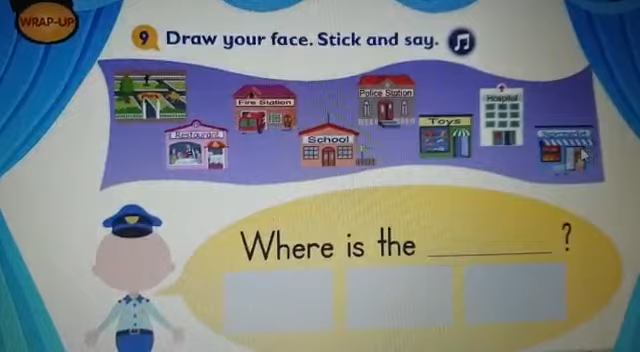 WRAP-UP
9 Draw your face. Stick and say.
Fire Station
Police Station
Hospital
Restaurant
School
Toys
Where is the ______ ?